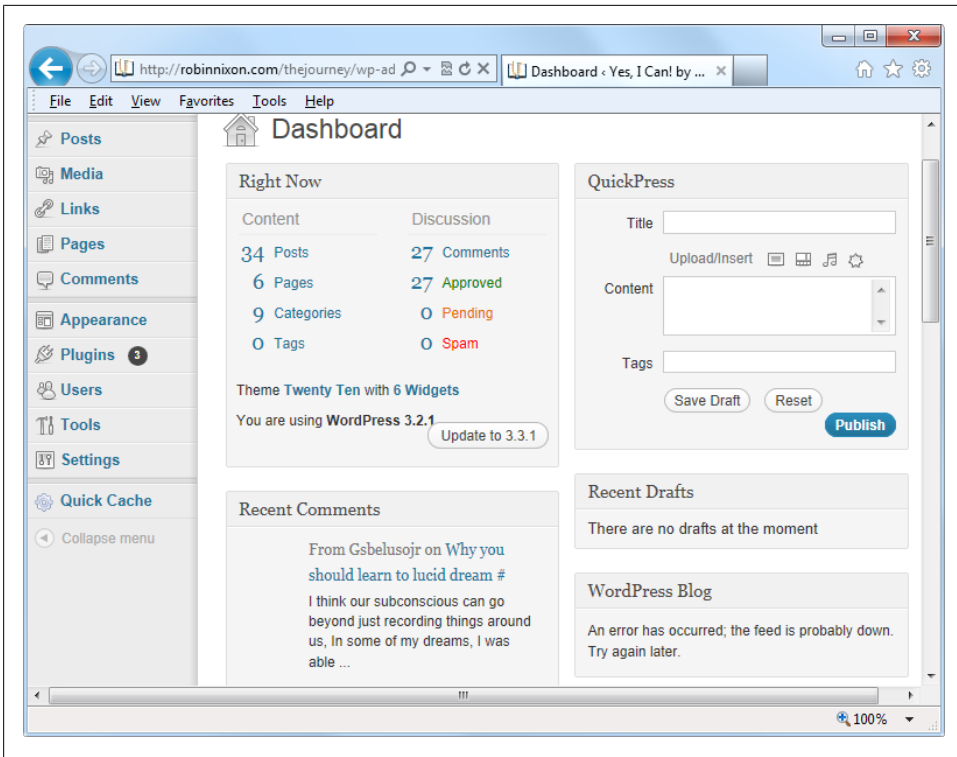 http://robinnixon.com/thejourney/wp-ad
Dashboard ‹ Yes, I Can! by ...
File Edit View Favorites Tools Help
Posts
Media
Links
Pages
Comments
Appearance
Plugins 3
Users
Tools
Settings
Quick Cache
Collapse menu
Dashboard
Right Now
Content Discussion
34 Posts 27 Comments
6 Pages 27 Approved
9 Categories 0 Pending
0 Tags 0 Spam
Theme Twenty Ten with 6 Widgets
You are using WordPress 3.2.1
Update to 3.3.1
Recent Comments
From Gsbelusojr on Why you
should learn to lucid dream #
I think our subconscious can go
beyond just recording things around
us, In some of my dreams, I was
able ...
QuickPress
Title
Upload/Insert
Content
Tags
Save Draft Reset
Publish
Recent Drafts
There are no drafts at the moment
WordPress Blog
An error has occurred; the feed is probably down.
Try again later.
100%